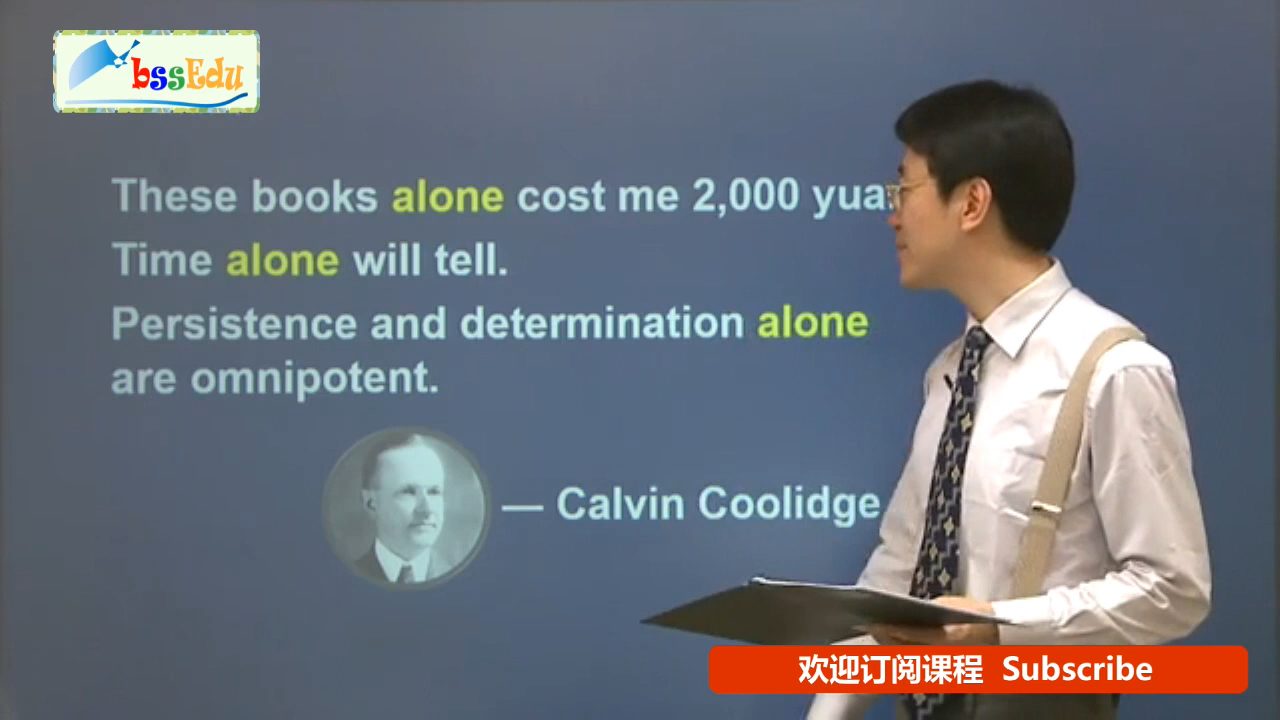 bssEdu
These books alone cost me 2,000 yua
Time alone will tell.
Persistence and determination alone
are omnipotent.
— Calvin Coolidge
欢迎订阅课程 Subscribe